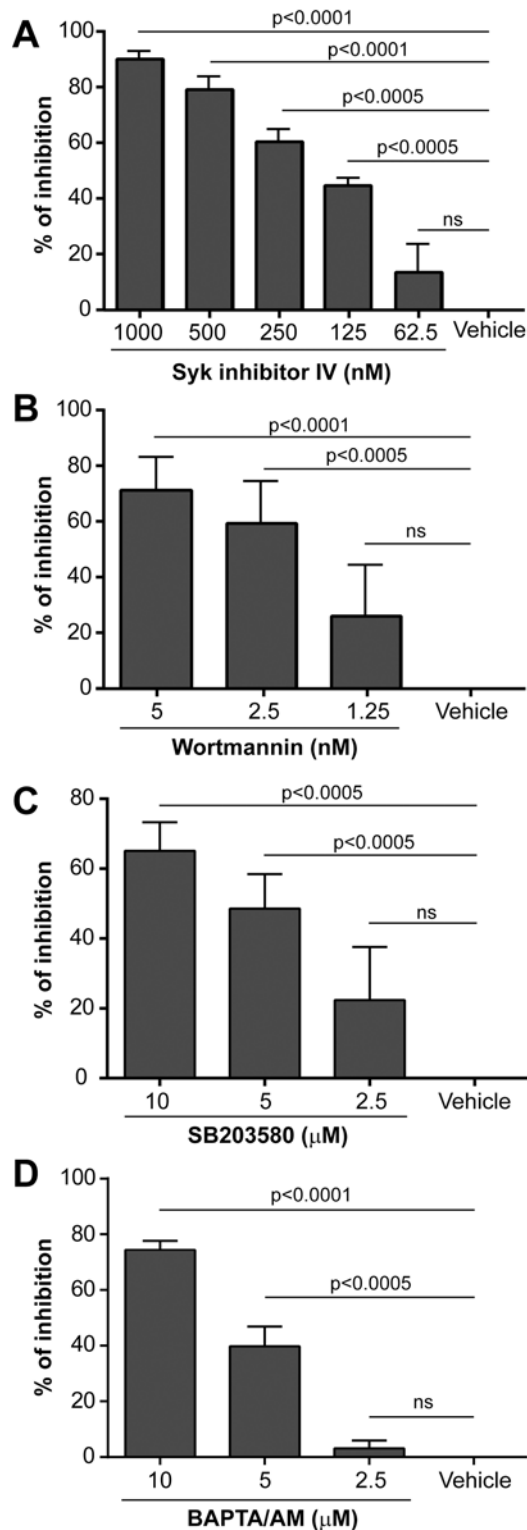 A
% of inhibition
100
80
60
40
20
0
p<0.0001
p<0.0001
p<0.0005
p<0.0005
ns
1000 500 250 125 62.5 Vehicle
Syk inhibitor IV (nM)
B
% of inhibition
100
80
60
40
20
0
p<0.0001
p<0.0005
ns
5 2.5 1.25 Vehicle
Wortmannin (nM)
C
% of inhibition
80
60
40
20
0
p<0.0005
p<0.0005
ns
10 5 2.5 Vehicle
SB203580 (μM)
D
% of inhibition
100
80
60
40
20
0
p<0.0001
p<0.0005
ns
10 5 2.5 Vehicle
BAPTA/AM (μM)